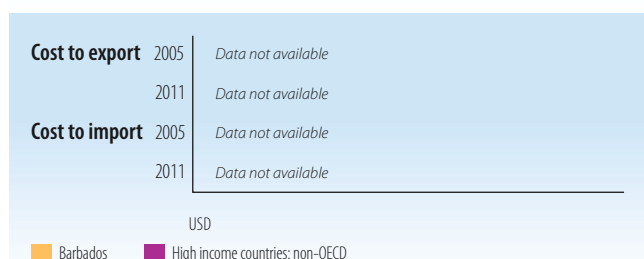 Cost to export 2005 Data not available
2011 Data not available
Cost to import 2005 Data not available
2011 Data not available
USD
Barbados High income countries: non-OECD